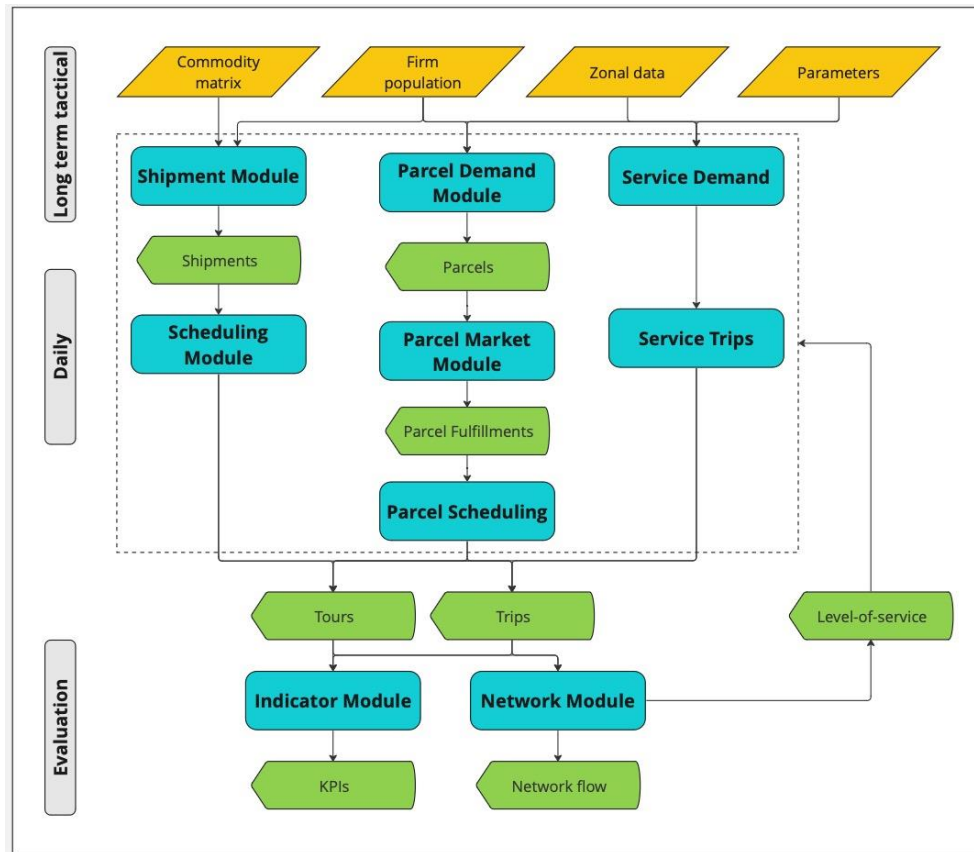 Long term tactical
Commodity
matrix
Firm
population
Zonal data
Parameters
Shipment Module
Parcel Demand
Module
Service Demand
Shipments
Parcels
Daily
Scheduling
Module
Parcel Market
Module
Service Trips
Parcel Fulfillments
Parcel Scheduling
Tours
Trips
Level-of-service
Evaluation
Indicator Module
Network Module
KPIs
Network flow